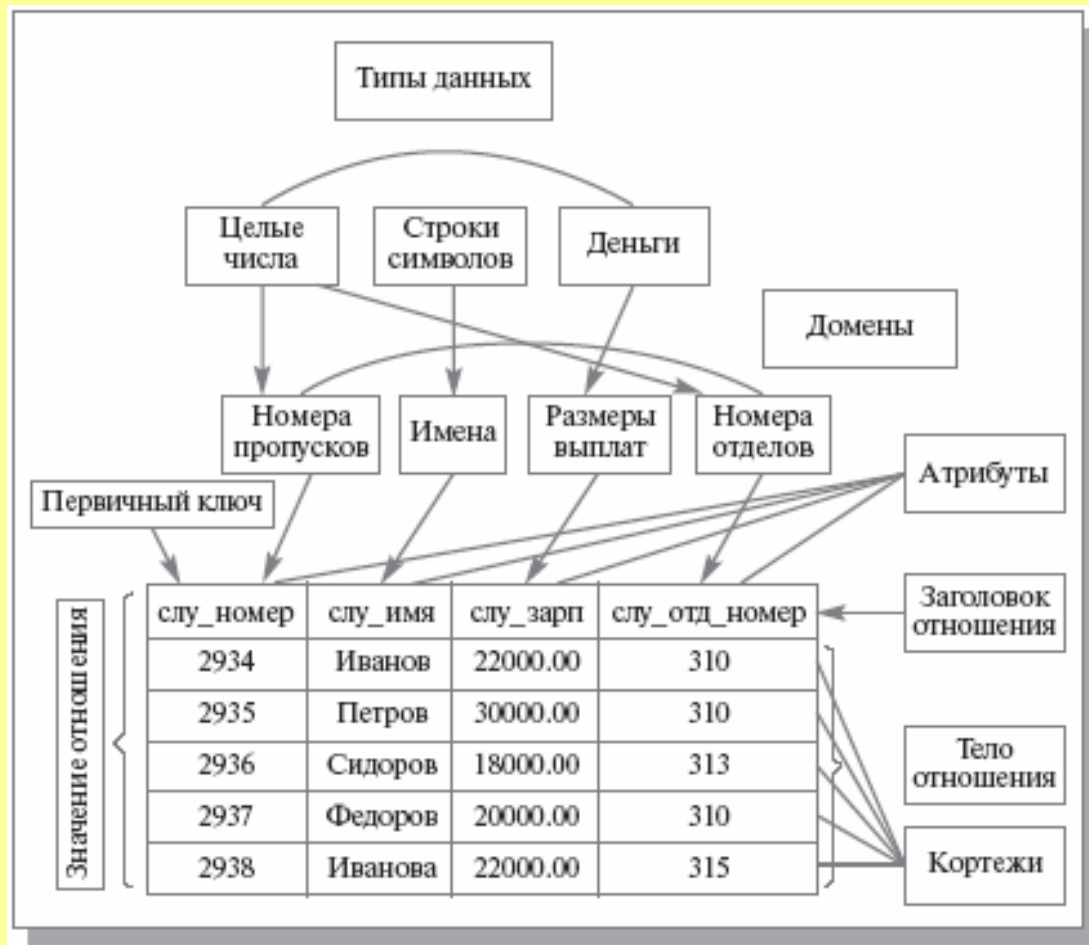 Типы данных
Целые
числа
Строки
символов
Деньги
Домены
Номера
пропусков
Имена
Размеры
выплат
Номера
отделов
Атрибуты
Первичный ключ
Значение отношения
слу_номер слу_имя слу_зарп слу_отд_номер
Заголовок
отношения
2934 Иванов 22000.00 310
2935 Петров 30000.00 310
2936 Сидоров 18000.00 313
2937 Федоров 20000.00 310
2938 Иванова 22000.00 315
Тело
отношения
Кортежи